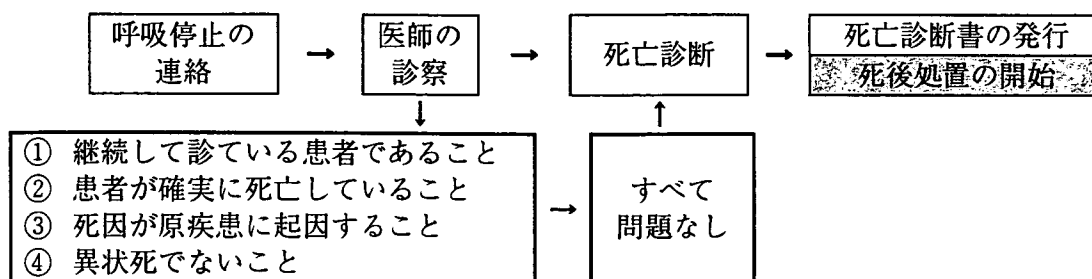 呼吸停止の
連絡
医師の
診察
死亡診断
死亡診断書の発行
死後処置の開始
① 継続して診ている患者であること
② 患者が確実に死亡していること
③ 死因が原疾患に起因すること
④ 異状死でないこと
すべて
問題なし